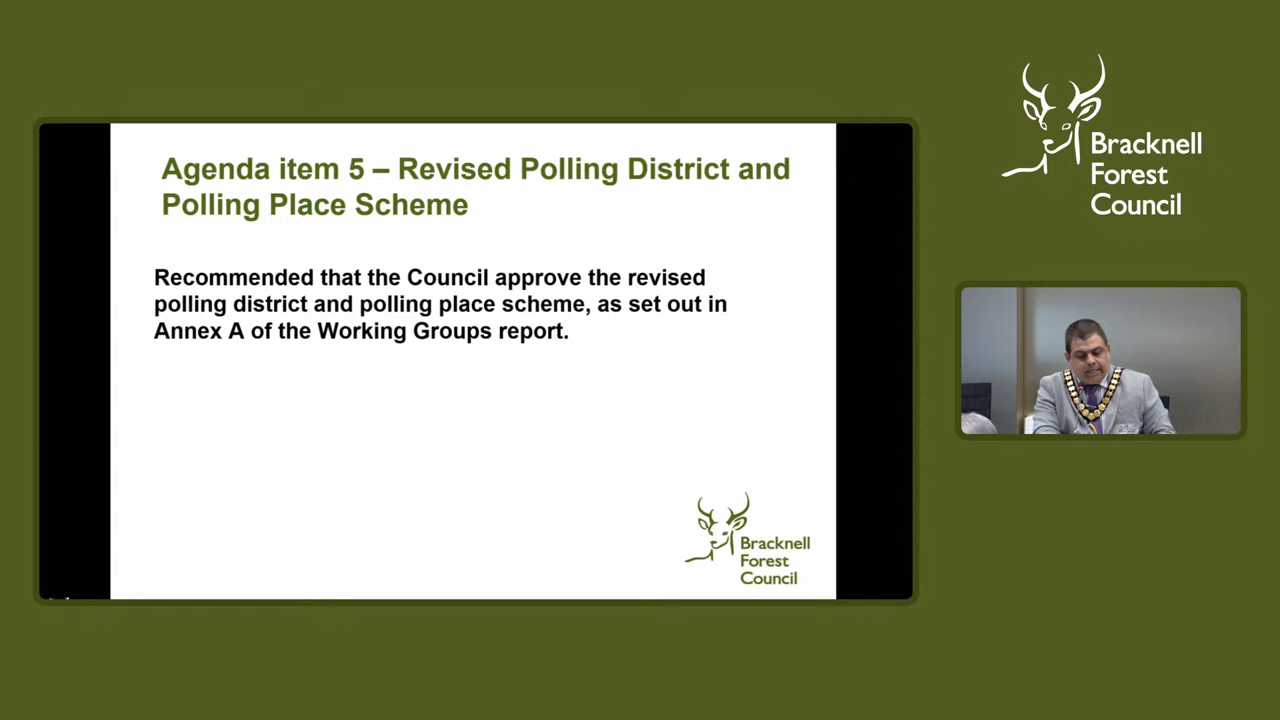 Agenda item 5 – Revised Polling District and
Polling Place Scheme
Recommended that the Council approve the revised
polling district and polling place scheme, as set out in
Annex A of the Working Groups report.
Bracknell
Forest
Council
Bracknell
Forest
Council